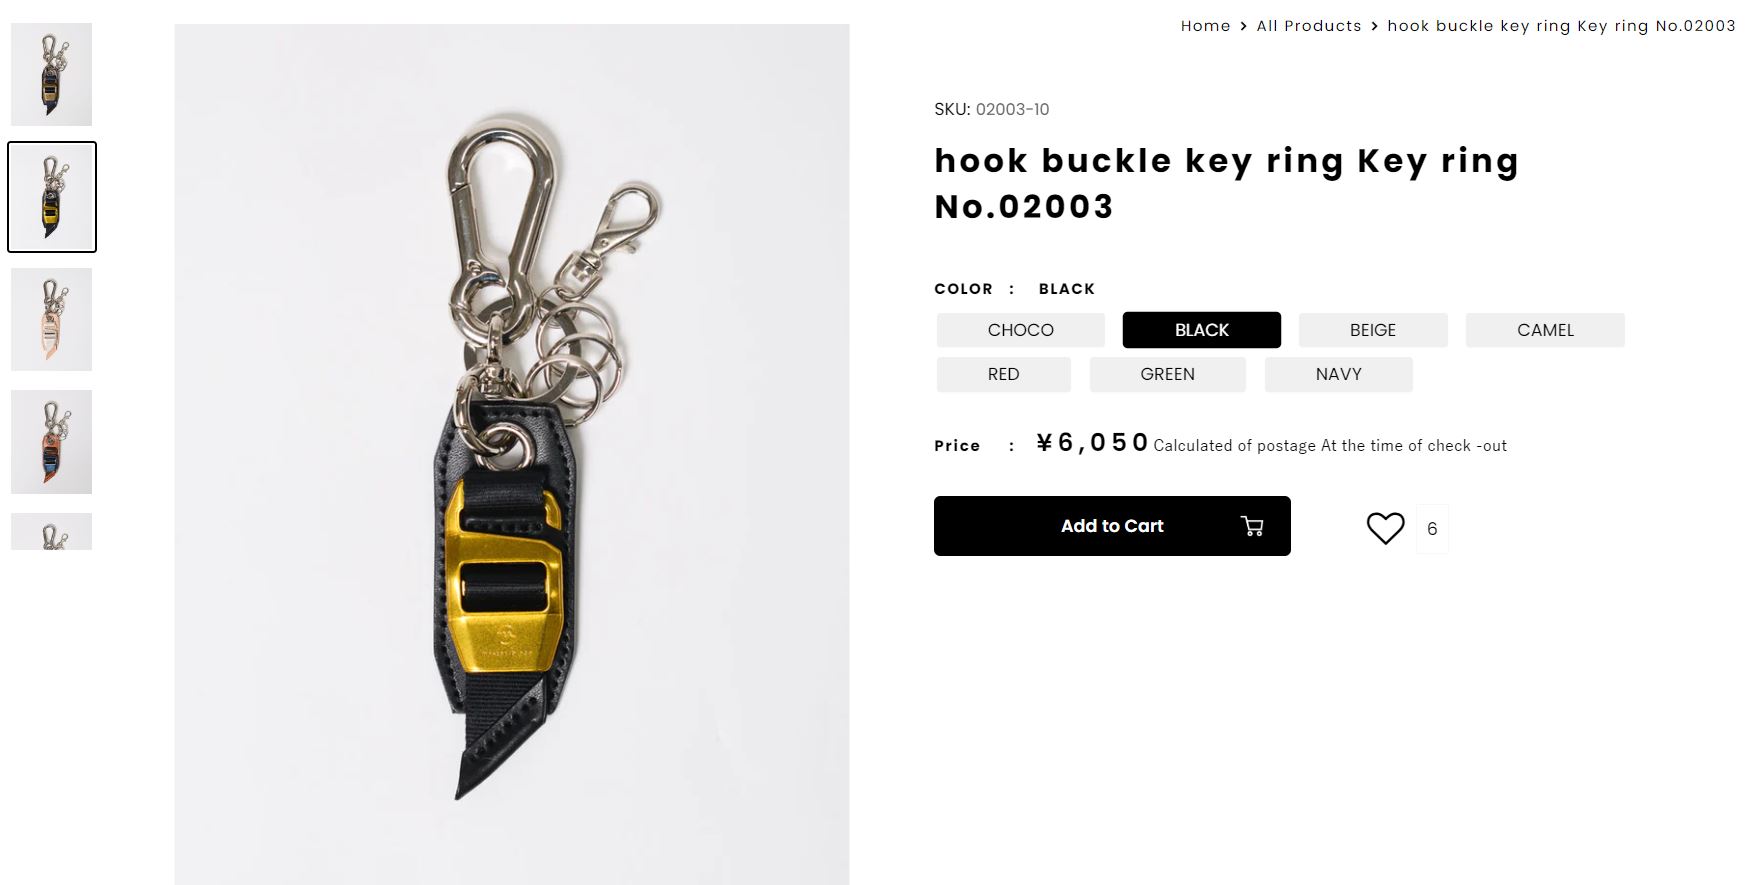 Home > All Products > hook buckle key ring Key ring No.02003
SKU: 02003-10
hook buckle key ring Key ring
No.02003
COLOR : BLACK
CHOCO BLACK BEIGE CAMEL
RED GREEN NAVY
Price : ¥6,050 Calculated of postage At the time of check -out
Add to Cart
6